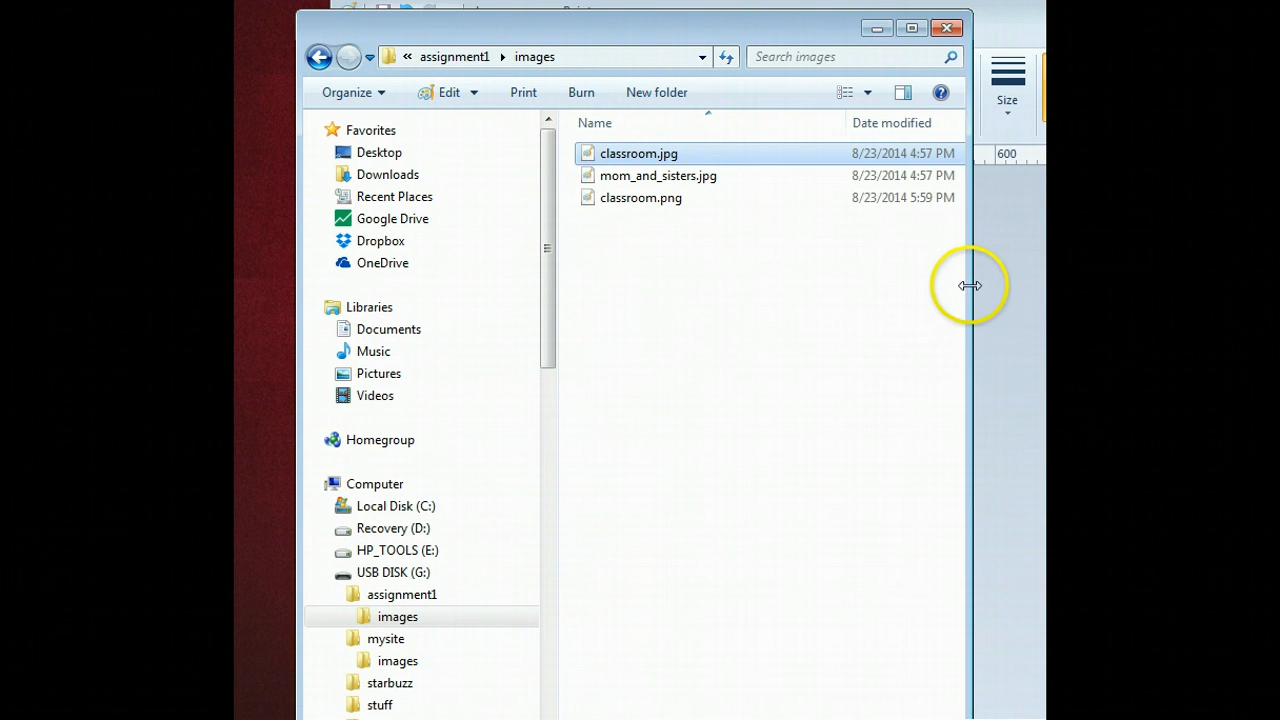 « assignment1 images Search images
Organize Edit Print Burn New folder
Size
Name Date modified
600
classroom.jpg 8/23/2014 4:57 PM
mom_and_sisters.jpg 8/23/2014 4:57 PM
classroom.png 8/23/2014 5:59 PM
Favorites
Desktop
Downloads
Recent Places
Google Drive
Dropbox
OneDrive
Libraries
Documents
Music
Pictures
Videos
Homegroup
Computer
Local Disk (C:)
Recovery (D:)
HP_TOOLS (E:)
USB DISK (G:)
assignment1
images
mysite
images
starbuzz
stuff